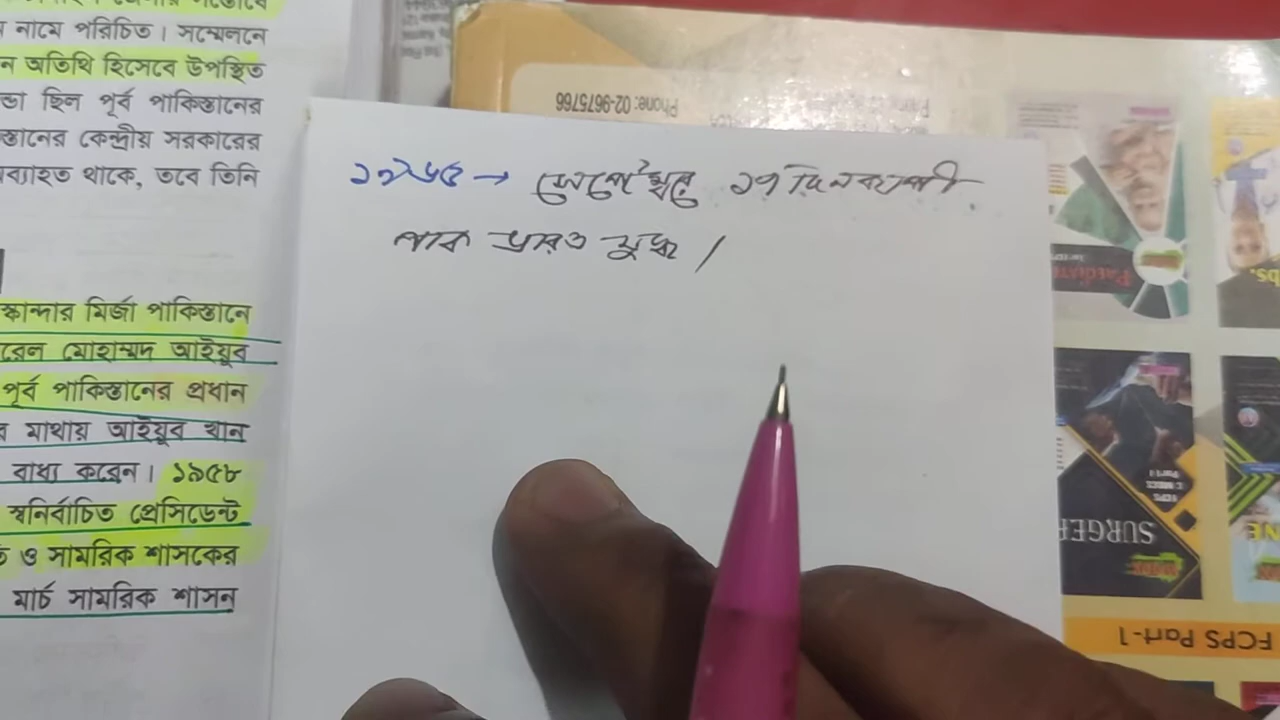 নামে পরিচিত। সম্মেলনে
ন অতিথি হিসেবে উপস্থিত
ছিল পূর্ব পাকিস্তানের
স্তানের কেন্দ্রীয় সরকারের
ব্যাহত থাকে, তবে তিনি
স্কান্দার মির্জা পাকিস্তানে
রেল মোহাম্মদ আইয়ুব
পূর্ব পাকিস্তানের প্রধান
র মাথায় আইয়ুব খান
বাধ্য করেন। ১৯৫৮
স্বনির্বাচিত প্রেসিডেন্ট
ও সামরিক শাসকের
মার্চ সামরিক শাসন
১৯৬৫ → সেপ্টেম্বরে ১৭ দিনব্যাপী
পাক ভারত যুদ্ধ।
Phone: 02-9675766
SURGER
FCPS Part-1